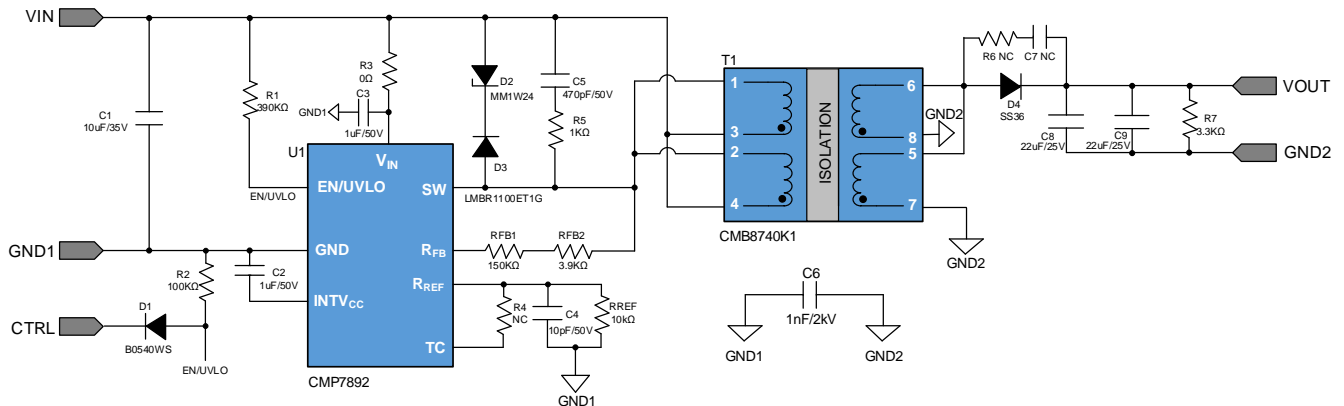 VIN
R3
0Ω
C3
GND1
1uF/50V
R1
390KΩ
C1
10uF/35V
D2
MM1W24
D3
LMBR1100ET1G
C5
470pF/50V
R5
1KΩ
U1
VIN
EN/UVLO
SW
GND
RFB
RREF
INTVCC
TC
CMP7892
EN/UVLO
GND1
R2
100KΩ
C2
1uF/50V
CTRL
D1
B0540WS
EN/UVLO
RFB1
150KΩ
RFB2
3.9KΩ
R4
NC
C4
10pF/50V
RREF
10kΩ
GND1
T1
1
3
2
4
ISOLATION
6
8
5
7
CMB8740K1
GND2
GND2
R6 NC
C7 NC
D4
SS36
C8
22uF/25V
C9
22uF/25V
R7
3.3KΩ
VOUT
GND2
C6
1nF/2kV
GND1
GND2